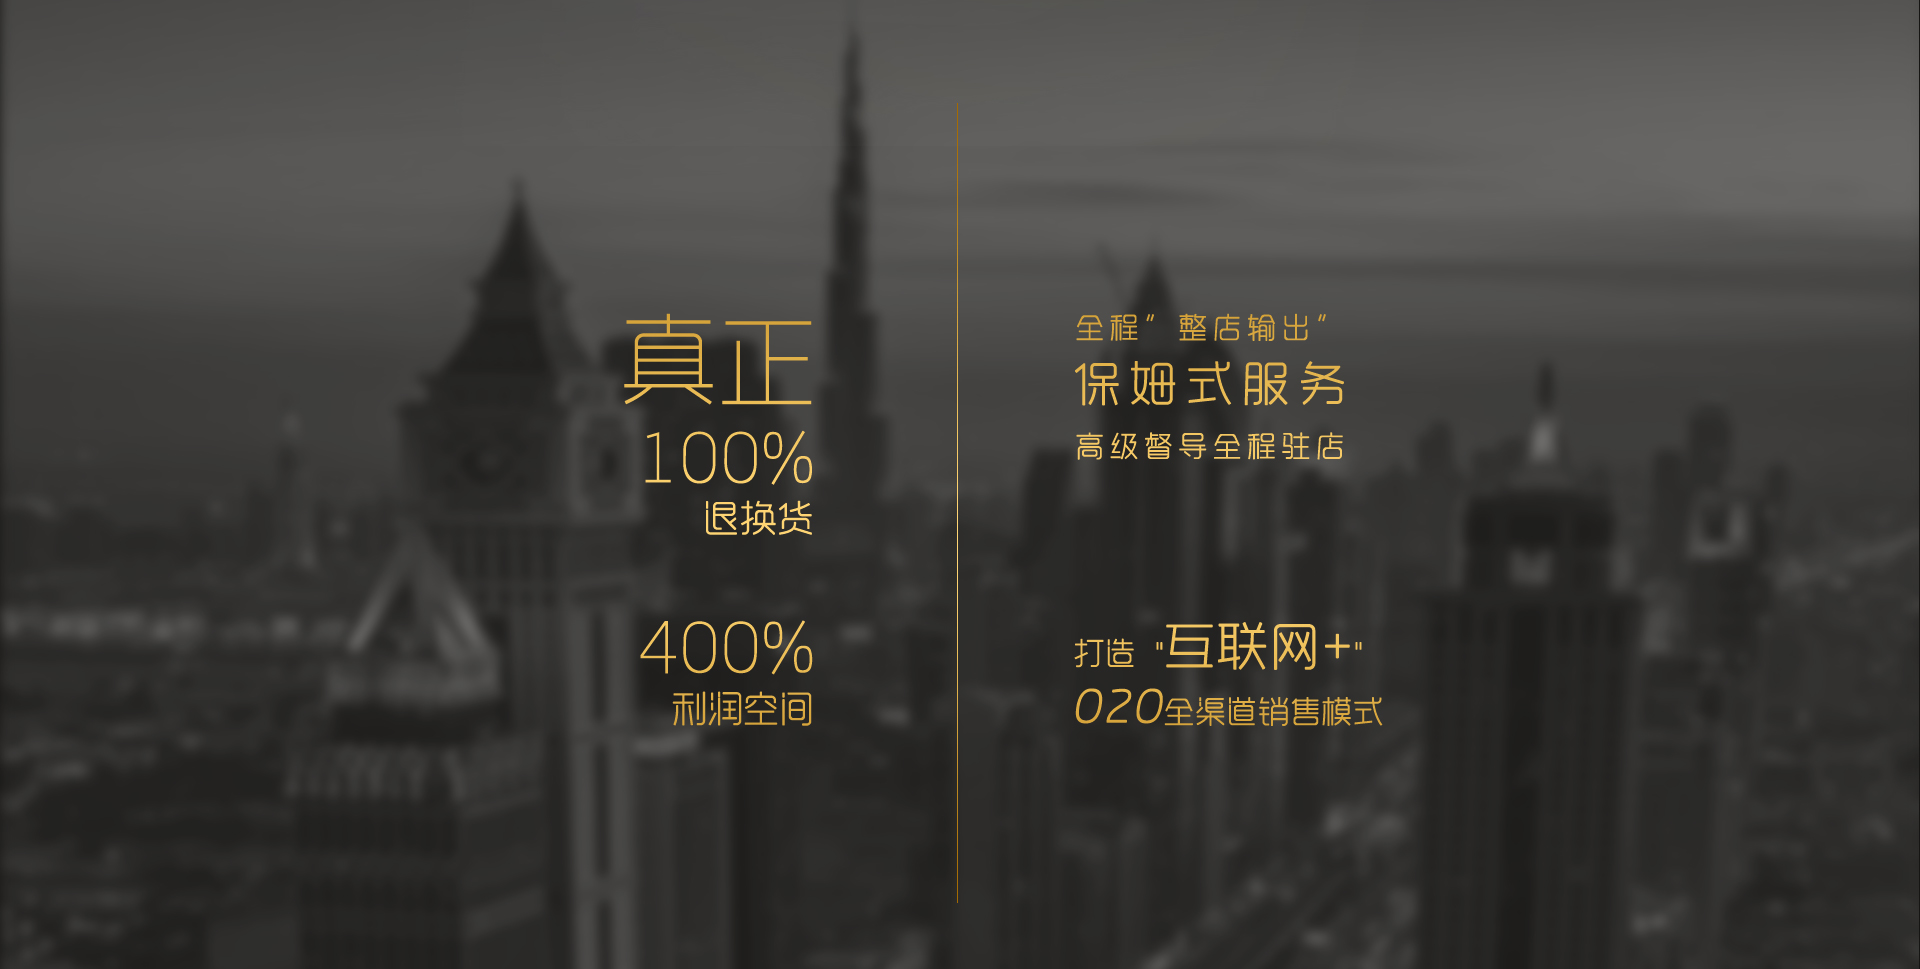 真正
100%
退换货
400%
利润空间
全程”整店输出”
保姆式服务
高级督导全程驻店
打造 "互联网+"
O2O全渠道销售模式